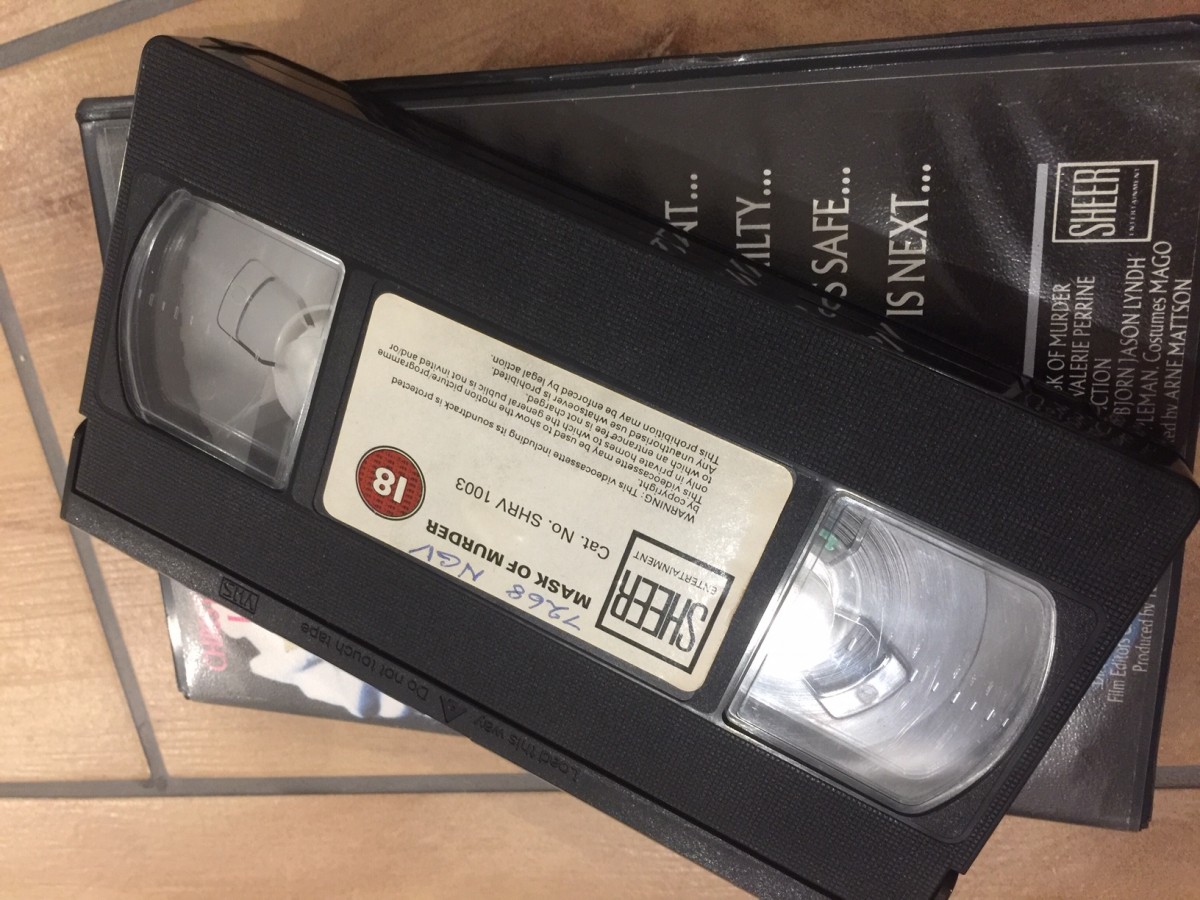 SHEER
ENTERTAINMENT
7268 NGV
MASK OF MURDER
Cat. No. SHRV 1003
18
WARNING: This videocassette including its soundtrack is protected
by copyright.
This videocassette may be used to show the motion picture/programme
only in private homes to which the general public is not invited and/or
to which an entrance fee is not charged.
Any unauthorised use whatsoever is prohibited.
This prohibition may be enforced by legal action.
VHS
Do not touch tape
Load this way
SAFE...
IS NEXT...
SHEER
ENTERTAINMENT
OF MURDER
VALERIE PERRINE
BJORN JASON LYNDH
Costumes MAGO
by ARNE MATTSON
Film Editors
Produced by